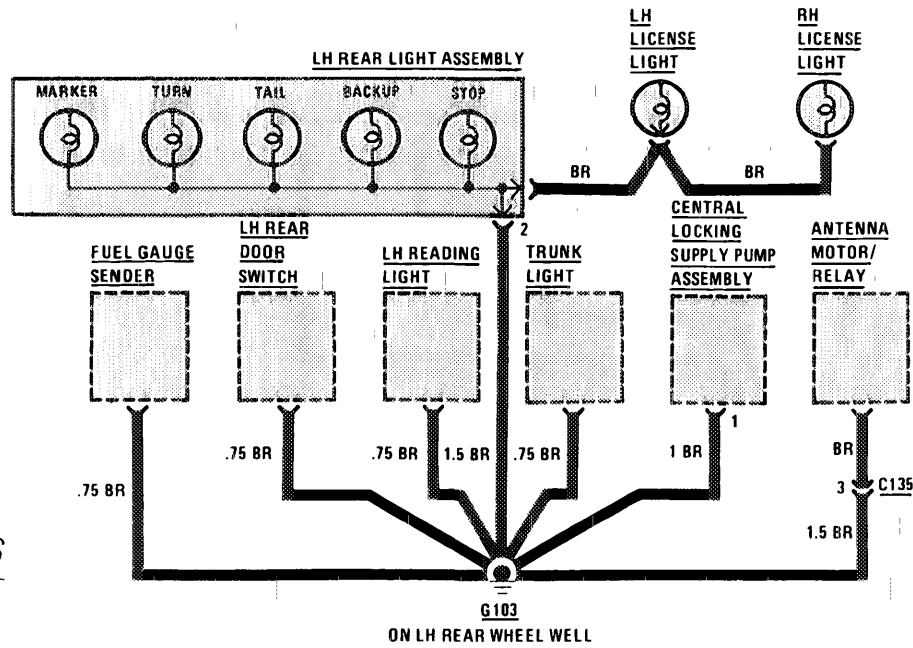 LH
LICENSE
LIGHT
RH
LICENSE
LIGHT
LH REAR LIGHT ASSEMBLY
MARKER
TURN
TAIL
BACKUP
STOP
BR
BR
2
FUEL GAUGE
SENDER
LH REAR
DOOR
SWITCH
LH READING
LIGHT
TRUNK
LIGHT
CENTRAL
LOCKING
SUPPLY PUMP
ASSEMBLY
ANTENNA
MOTOR/
RELAY
1
.75 BR
.75 BR
.75 BR
1.5 BR
.75 BR
1 BR
BR
3
C135
1.5 BR
G103
ON LH REAR WHEEL WELL